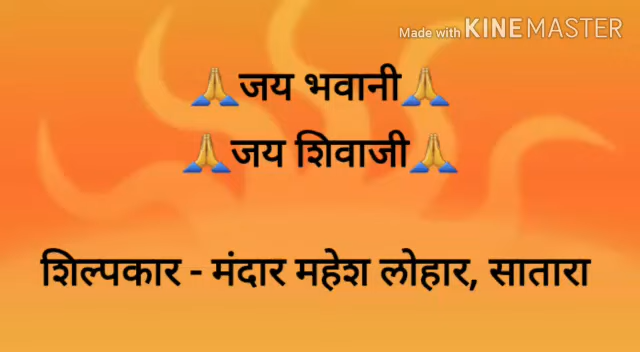 Made with KINEMASTER
🙏जय भवानी🙏
🙏जय शिवाजी🙏
शिल्पकार - मंदार महेश लोहार, सातारा